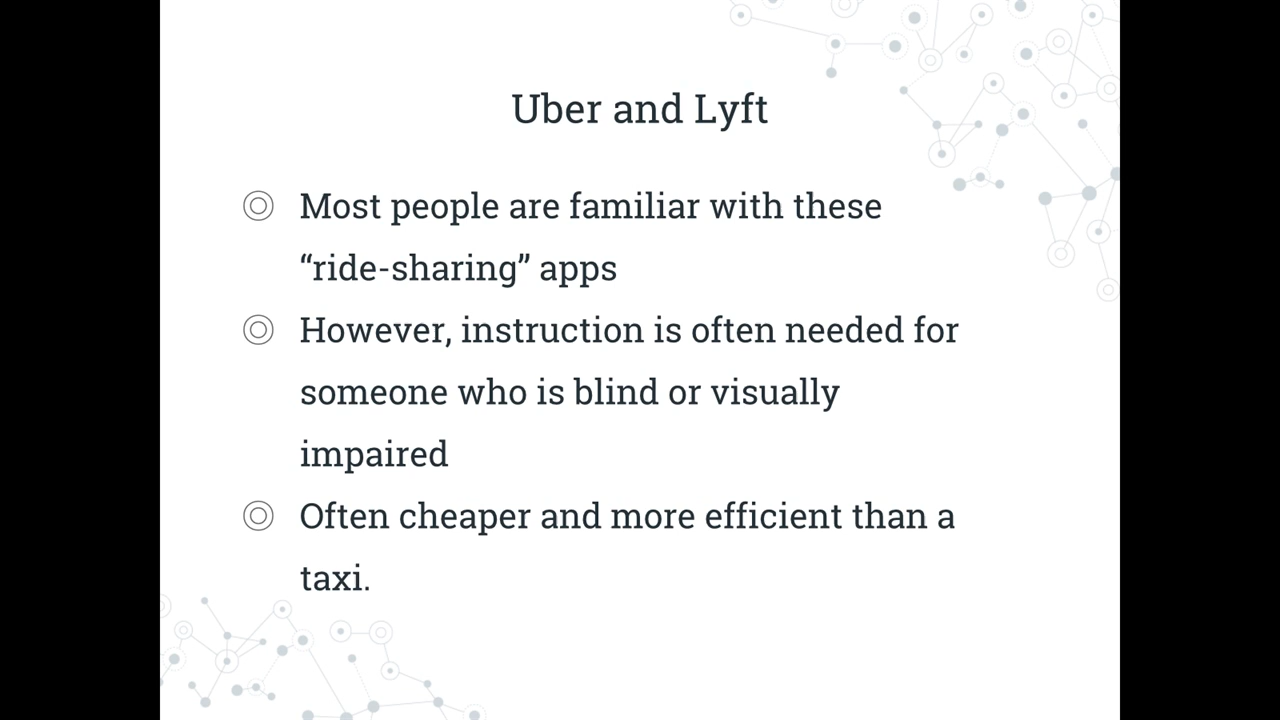 Uber and Lyft
Most people are familiar with these
“ride-sharing” apps
However, instruction is often needed for
someone who is blind or visually
impaired
Often cheaper and more efficient than a
taxi.